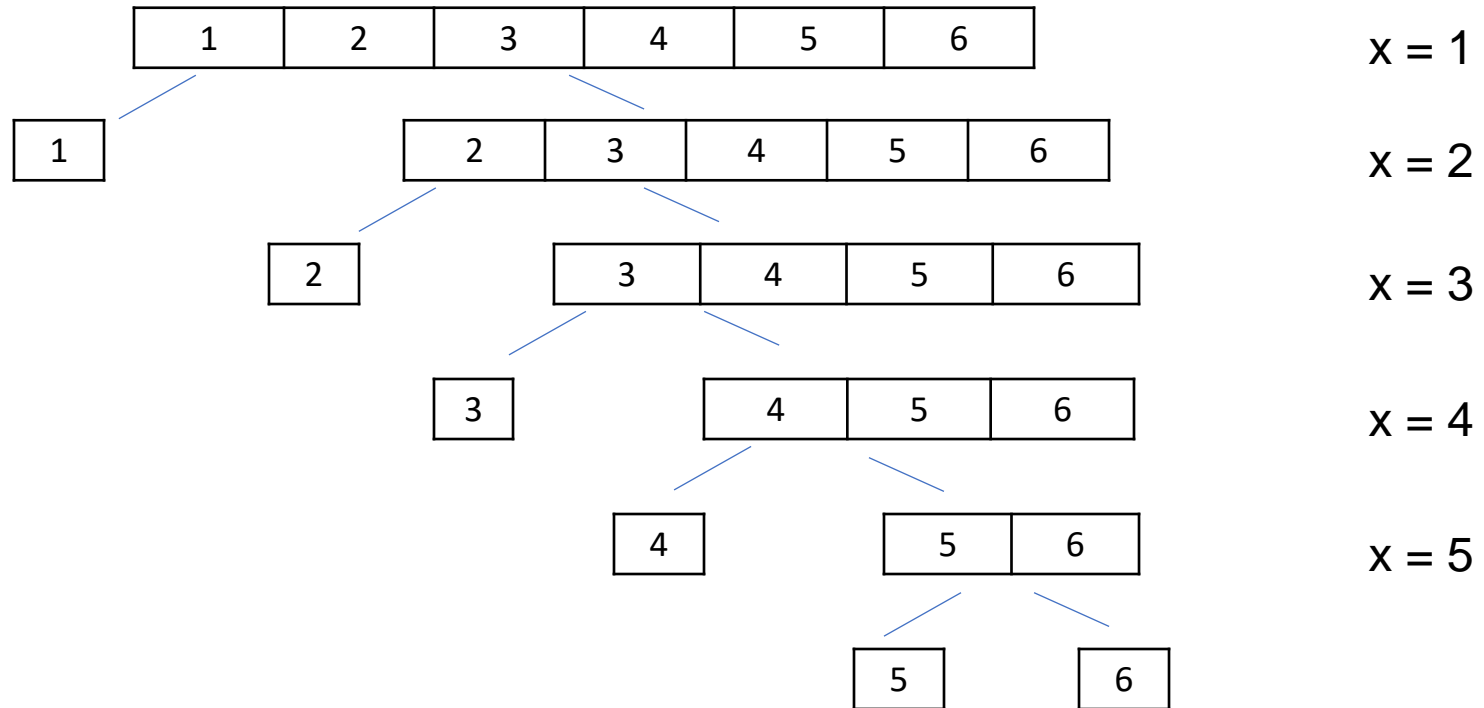 1 2 3 4 5 6 x = 1
1 2 3 4 5 6 x = 2
2 3 4 5 6 x = 3
3 4 5 6 x = 4
4 5 6 x = 5
5 6